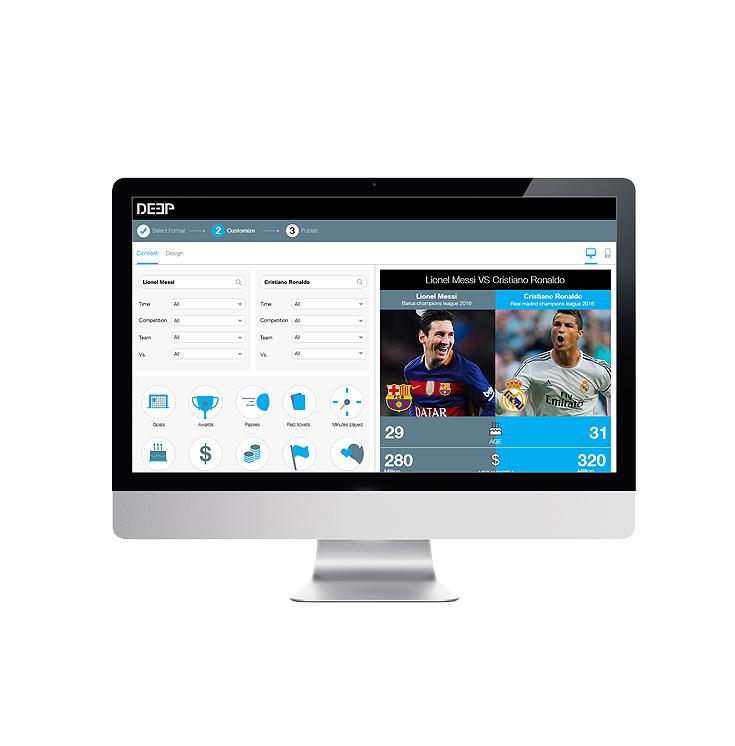 DEEP
Select Format 2 Customize 3 Publish
Content Design
Lionel Messi
Cristiano Ronaldo
Time All
Time All
Competition All
Competition All
Team All
Team All
Vs. All
Vs. All
Goals
Awards
Passes
Red tickets
Minutes played
$
Lionel Messi VS Cristiano Ronaldo
Lionel Messi
Barca champions league 2016
Cristiano Ronaldo
Real madrid champions league 2016
FCB
QATAR
Fly
Emirates
29
AGE
31
280
$
320
Million
Million